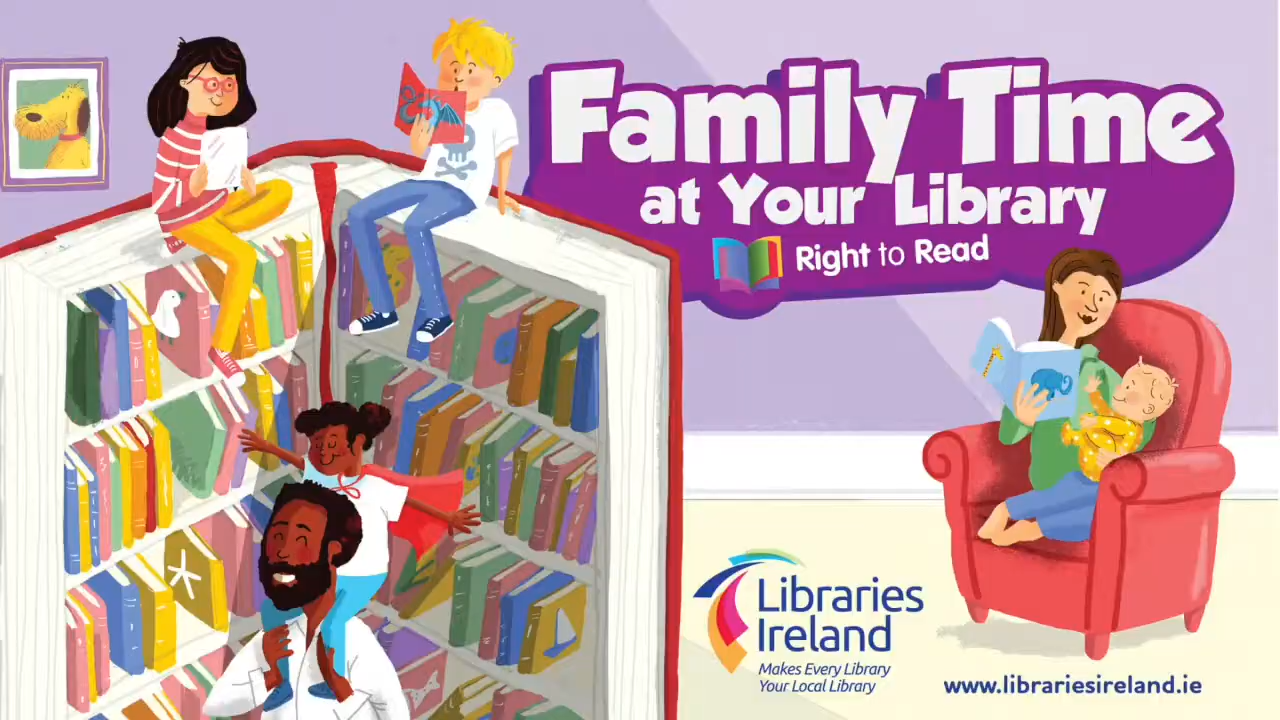 Family Time
at Your Library
Right to Read
Libraries
Ireland
Makes Every Library
Your Local Library
www.librariesireland.ie